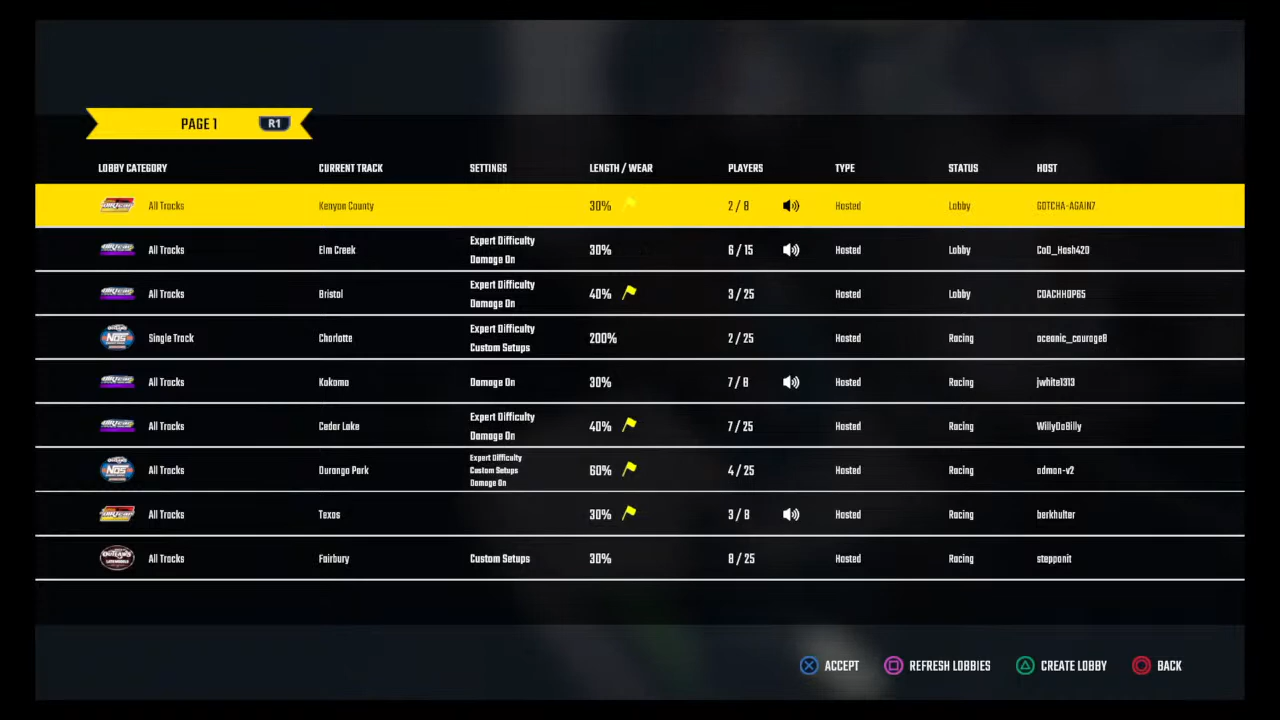 PAGE 1 R1
LOBBY CATEGORY CURRENT TRACK SETTINGS LENGTH / WEAR PLAYERS TYPE STATUS HOST
All Tracks Kenyon County 30% 2 / 8 Hosted Lobby GOTCHA-AGAIN7
All Tracks Elm Creek Expert Difficulty 30% 6 / 15 Hosted Lobby CoD_Hash420
Damage On
All Tracks Bristol Expert Difficulty 40% 3 / 25 Hosted Lobby COACHHOP65
Damage On
NOS Single Track Charlotte Expert Difficulty 200% 2 / 25 Hosted Racing oceanic_courage8
Custom Setups
All Tracks Kokomo Damage On 30% 7 / 8 Hosted Racing jwhite1313
All Tracks Cedar Lake Expert Difficulty 40% 7 / 25 Hosted Racing WillyDaBilly
Damage On
NOS All Tracks Durango Park Expert Difficulty 60% 4 / 25 Hosted Racing adman-v2
Custom Setups
Damage On
All Tracks Texas 30% 3 / 8 Hosted Racing berkhulter
OUTLAWS All Tracks Fairbury Custom Setups 30% 8 / 25 Hosted Racing stepponit
ACCEPT REFRESH LOBBIES CREATE LOBBY BACK